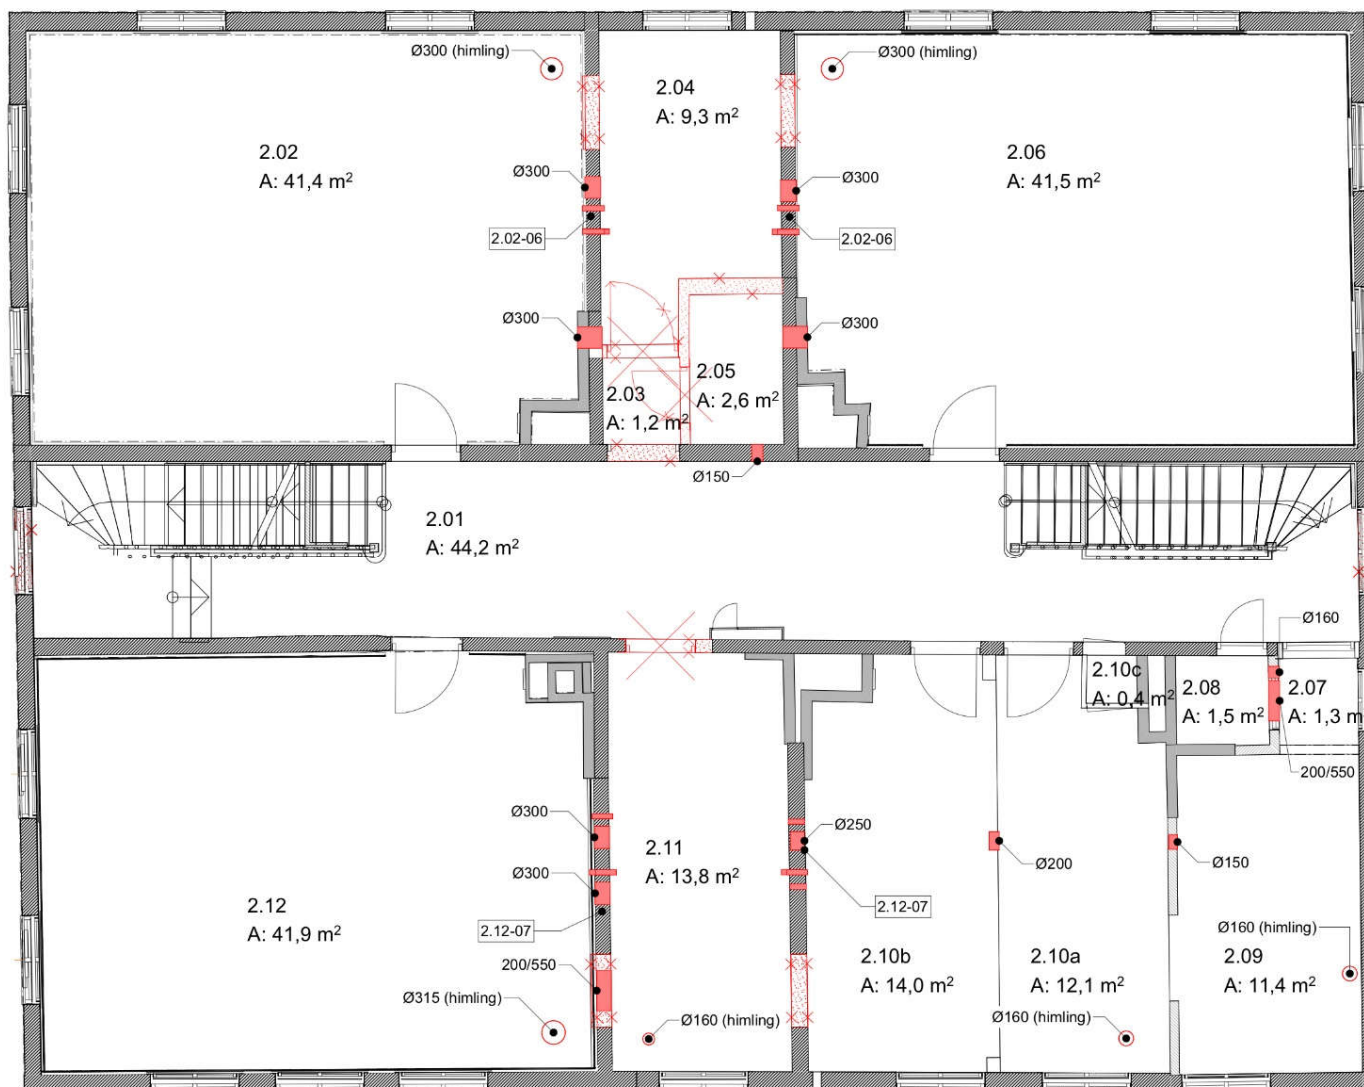 Ø300 (himling)
Ø300 (himling)
2.04
A: 9,3 m²
2.02
A: 41,4 m²
2.06
A: 41,5 m²
Ø300
Ø300
2.02-06
2.02-06
Ø300
Ø300
2.03
A: 1,2 m²
2.05
A: 2,6 m²
Ø150
2.01
A: 44,2 m²
Ø160
2.10c
A: 0,4 m²
2.08
A: 1,5 m²
2.07
A: 1,3 m
200/550
Ø300
Ø250
2.11
A: 13,8 m²
Ø200
Ø150
Ø300
2.12
A: 41,9 m²
2.12-07
2.12-07
200/550
Ø315 (himling)
Ø160 (himling)
2.10b
A: 14,0 m²
2.10a
A: 12,1 m²
Ø160 (himling)
Ø160 (himling)
2.09
A: 11,4 m²